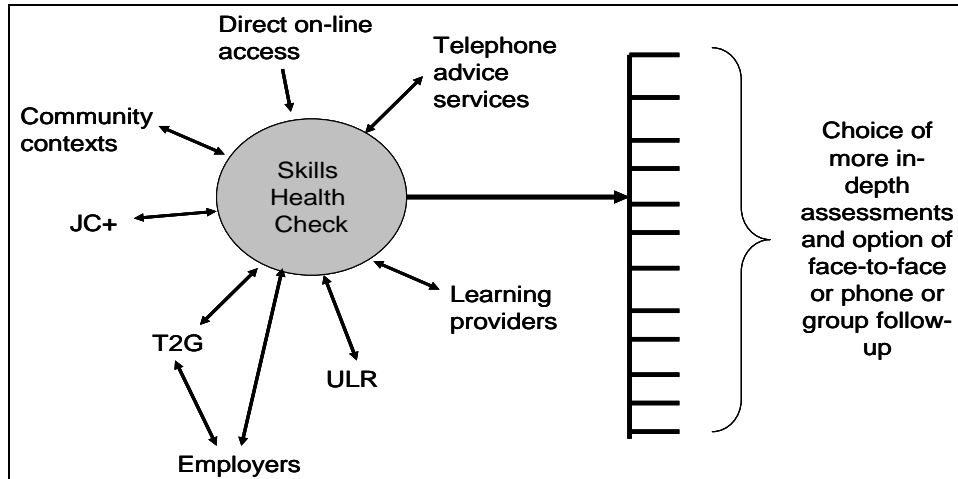 Direct on-line
access
Telephone
advice
services
Community
contexts
Skills
Health
Check
JC+
Learning
providers
T2G
ULR
Employers
Choice of
more in-
depth
assessments
and option of
face-to-face
or phone or
group follow-
up